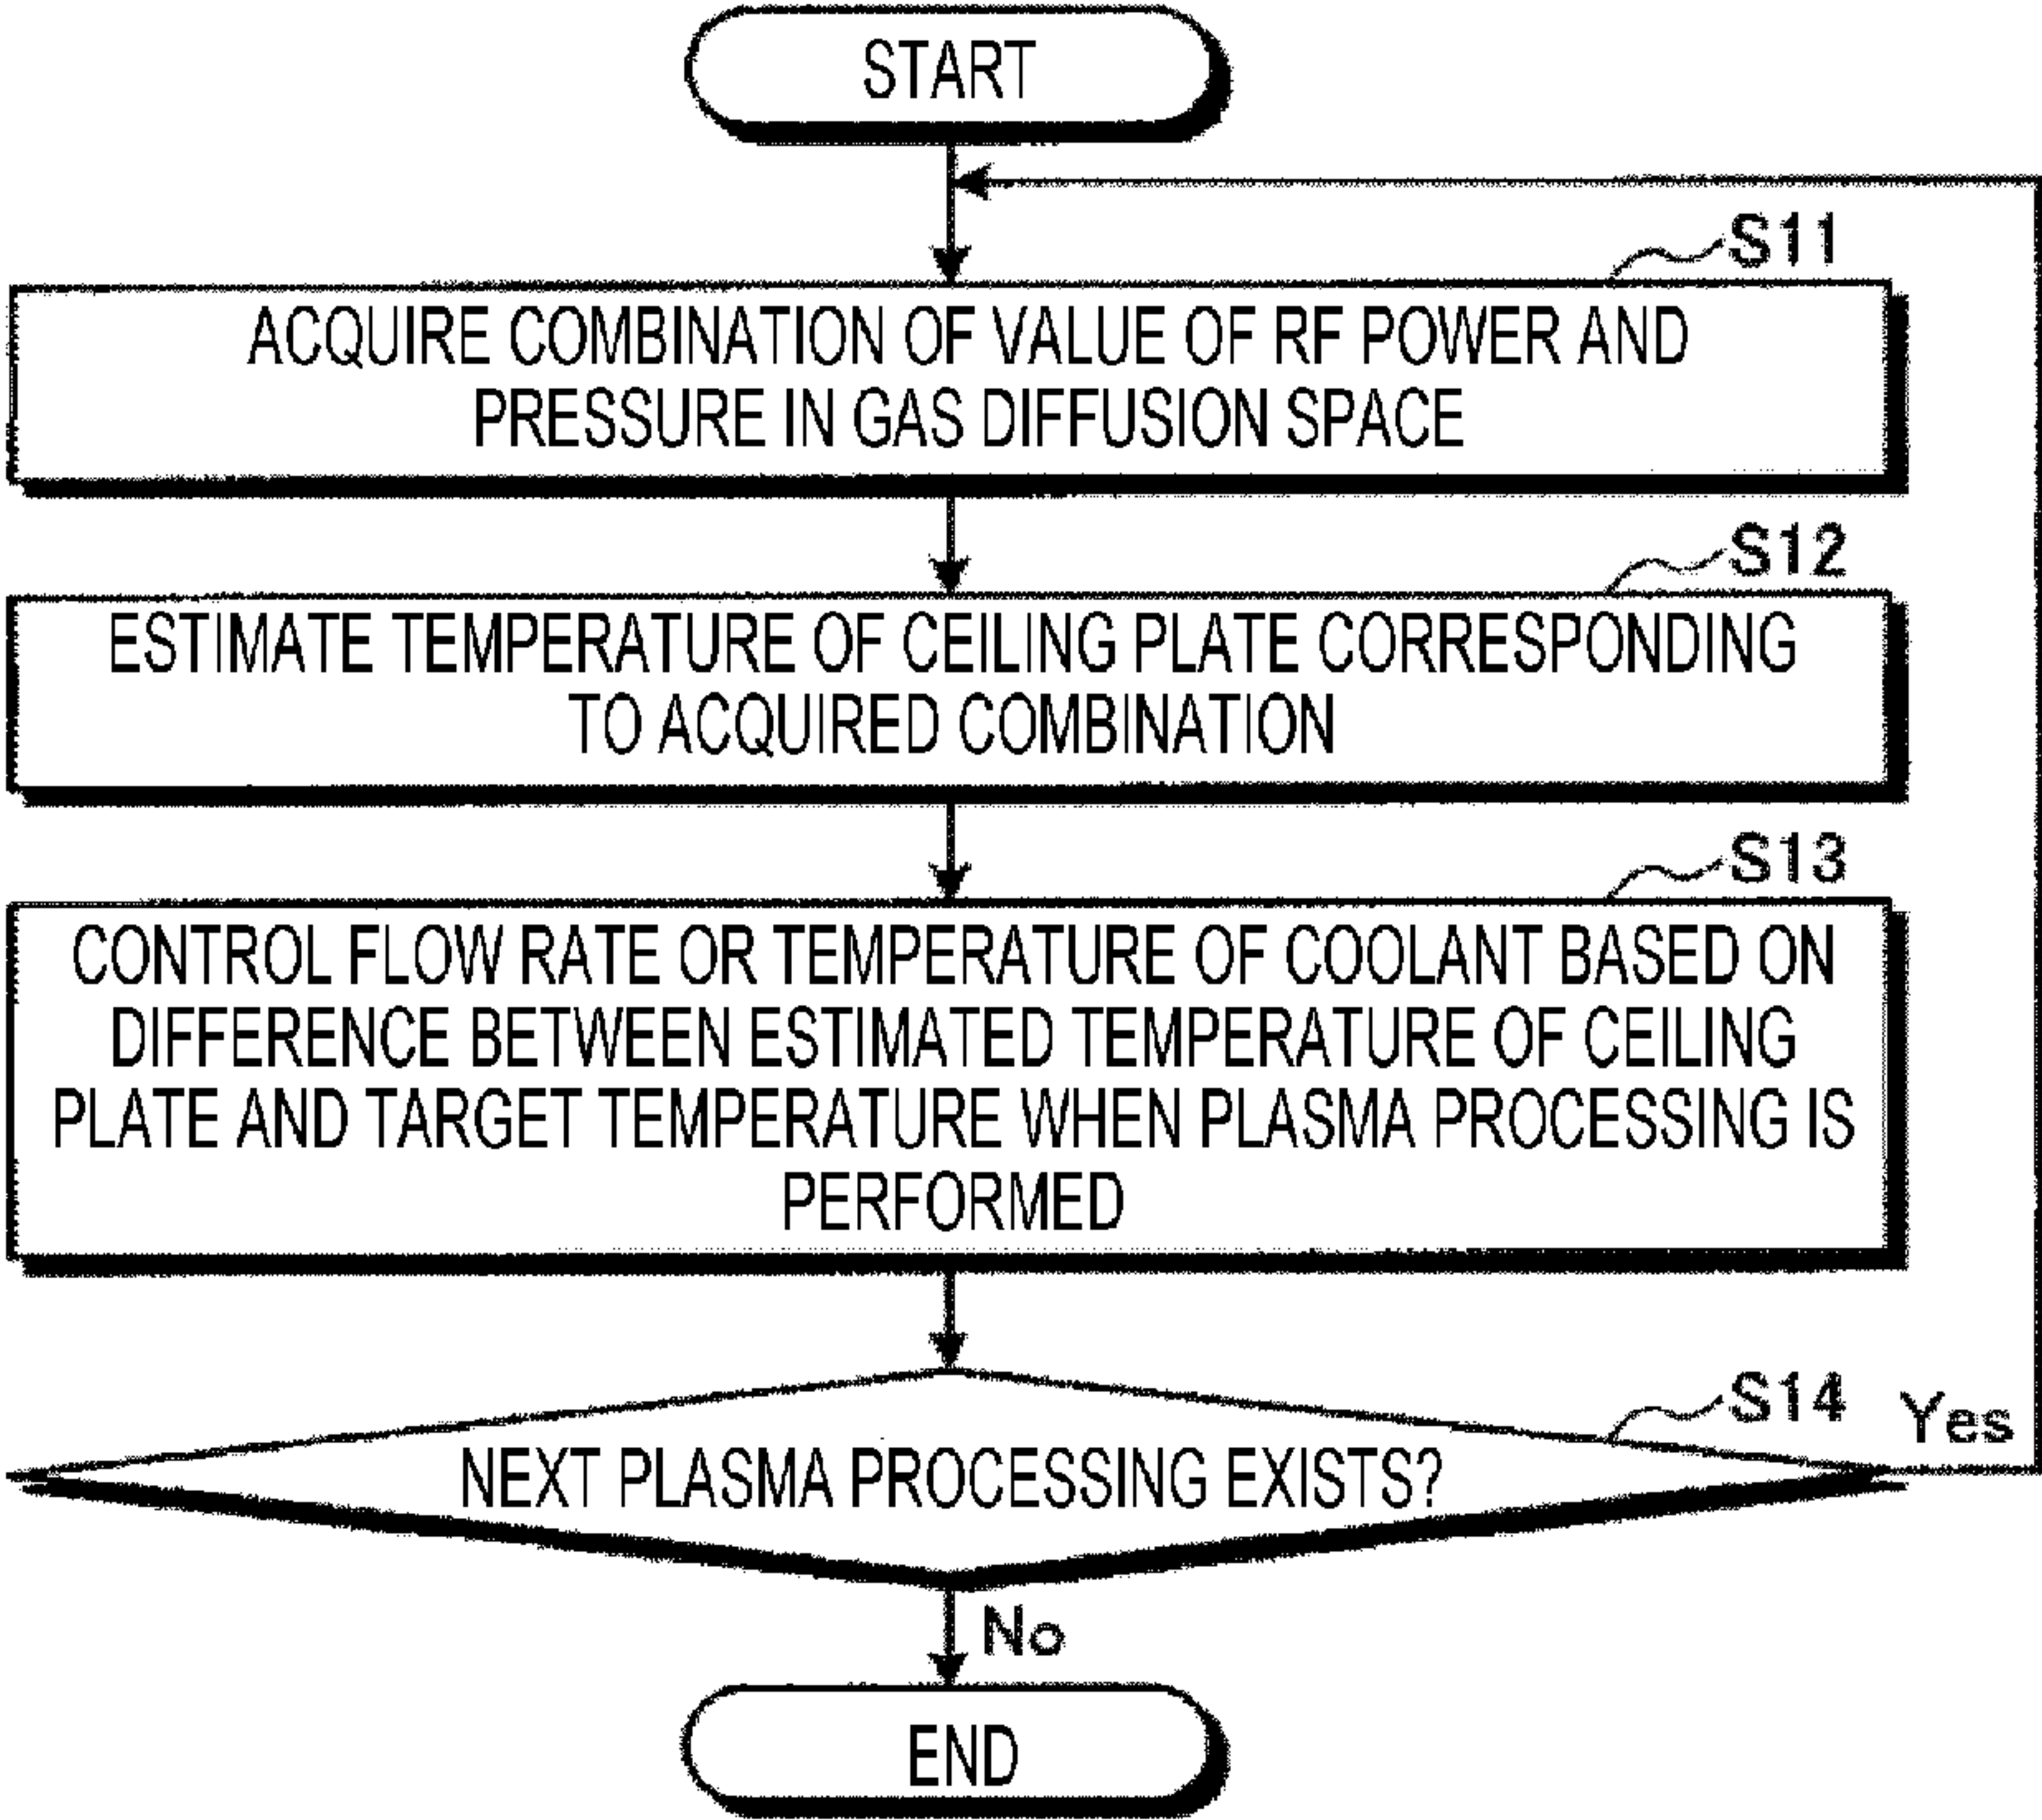 START
S11
ACQUIRE COMBINATION OF VALUE OF RF POWER AND
PRESSURE IN GAS DIFFUSION SPACE
S12
ESTIMATE TEMPERATURE OF CEILING PLATE CORRESPONDING
TO ACQUIRED COMBINATION
S13
CONTROL FLOW RATE OR TEMPERATURE OF COOLANT BASED ON
DIFFERENCE BETWEEN ESTIMATED TEMPERATURE OF CEILING
PLATE AND TARGET TEMPERATURE WHEN PLASMA PROCESSING IS
PERFORMED
S14
Yes
NEXT PLASMA PROCESSING EXISTS?
No
END